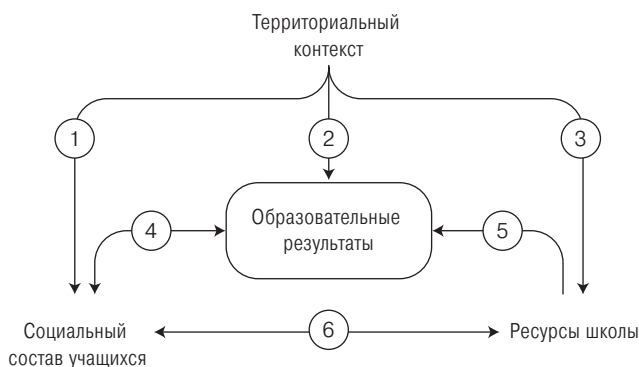 Территориальный
контекст
1
2
3
Образовательные
результаты
4
5
6
Социальный
состав учащихся
Ресурсы школы